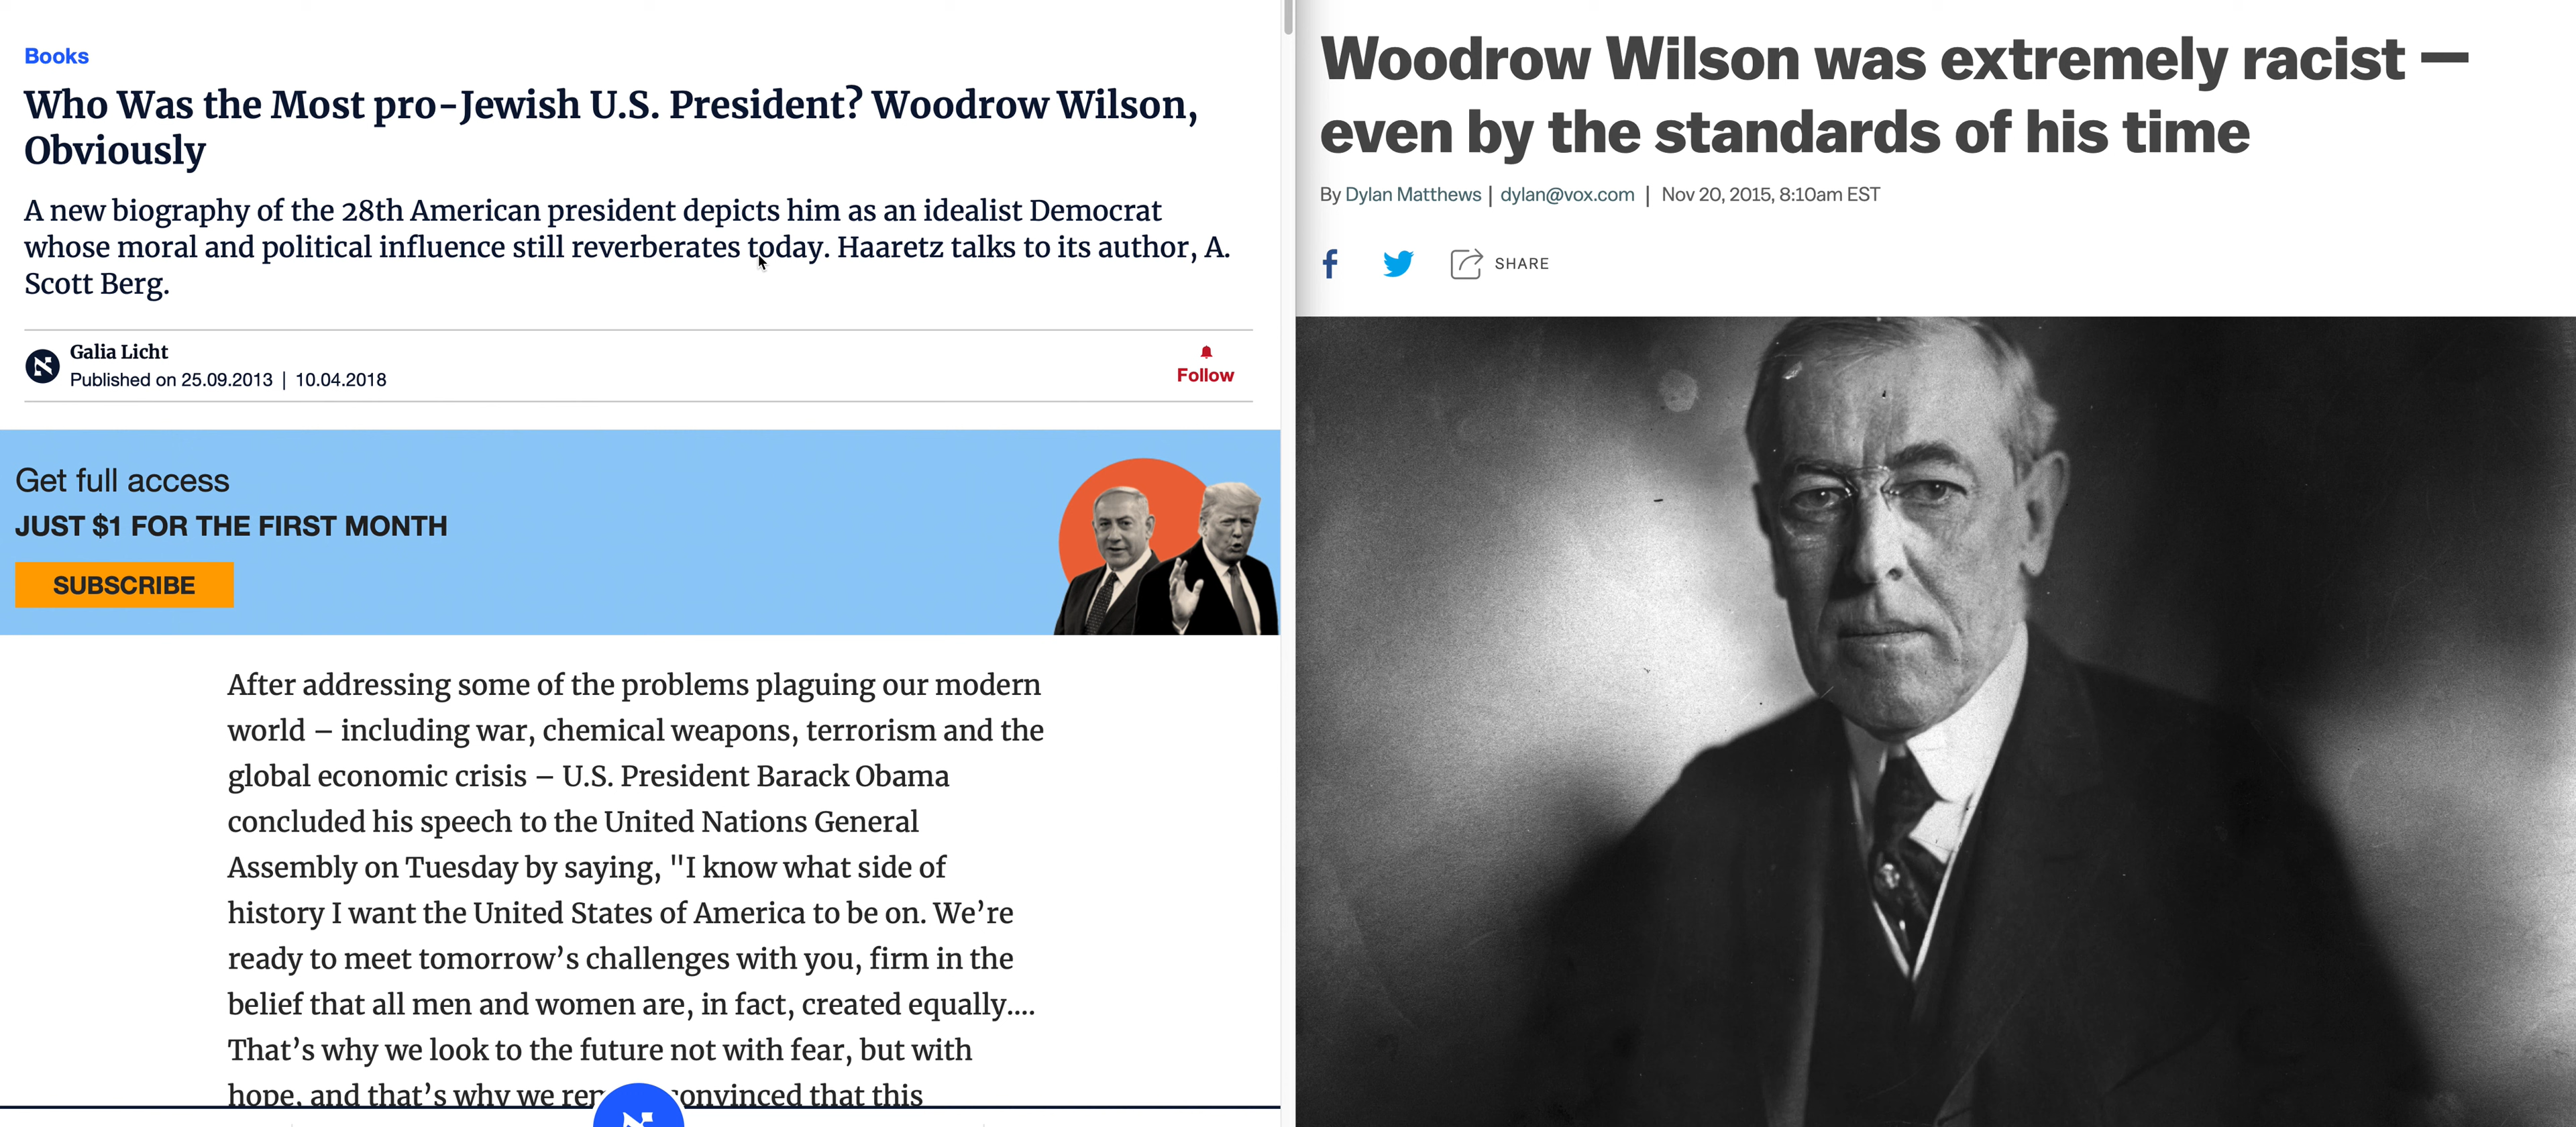 Books
Who Was the Most pro-Jewish U.S. President? Woodrow Wilson,
Obviously
A new biography of the 28th American president depicts him as an idealist Democrat
whose moral and political influence still reverberates today. Haaretz talks to its author, A.
Scott Berg.
Galia Licht
Published on 25.09.2013 | 10.04.2018
Follow
Get full access
JUST $1 FOR THE FIRST MONTH
SUBSCRIBE
After addressing some of the problems plaguing our modern
world – including war, chemical weapons, terrorism and the
global economic crisis – U.S. President Barack Obama
concluded his speech to the United Nations General
Assembly on Tuesday by saying, "I know what side of
history I want the United States of America to be on. We're
ready to meet tomorrow's challenges with you, firm in the
belief that all men and women are, in fact, created equally....
That's why we look to the future not with fear, but with
hope, and that's why we convinced that this
Woodrow Wilson was extremely racist —
even by the standards of his time
By Dylan Matthews | dylan@vox.com | Nov 20, 2015, 8:10am EST
SHARE